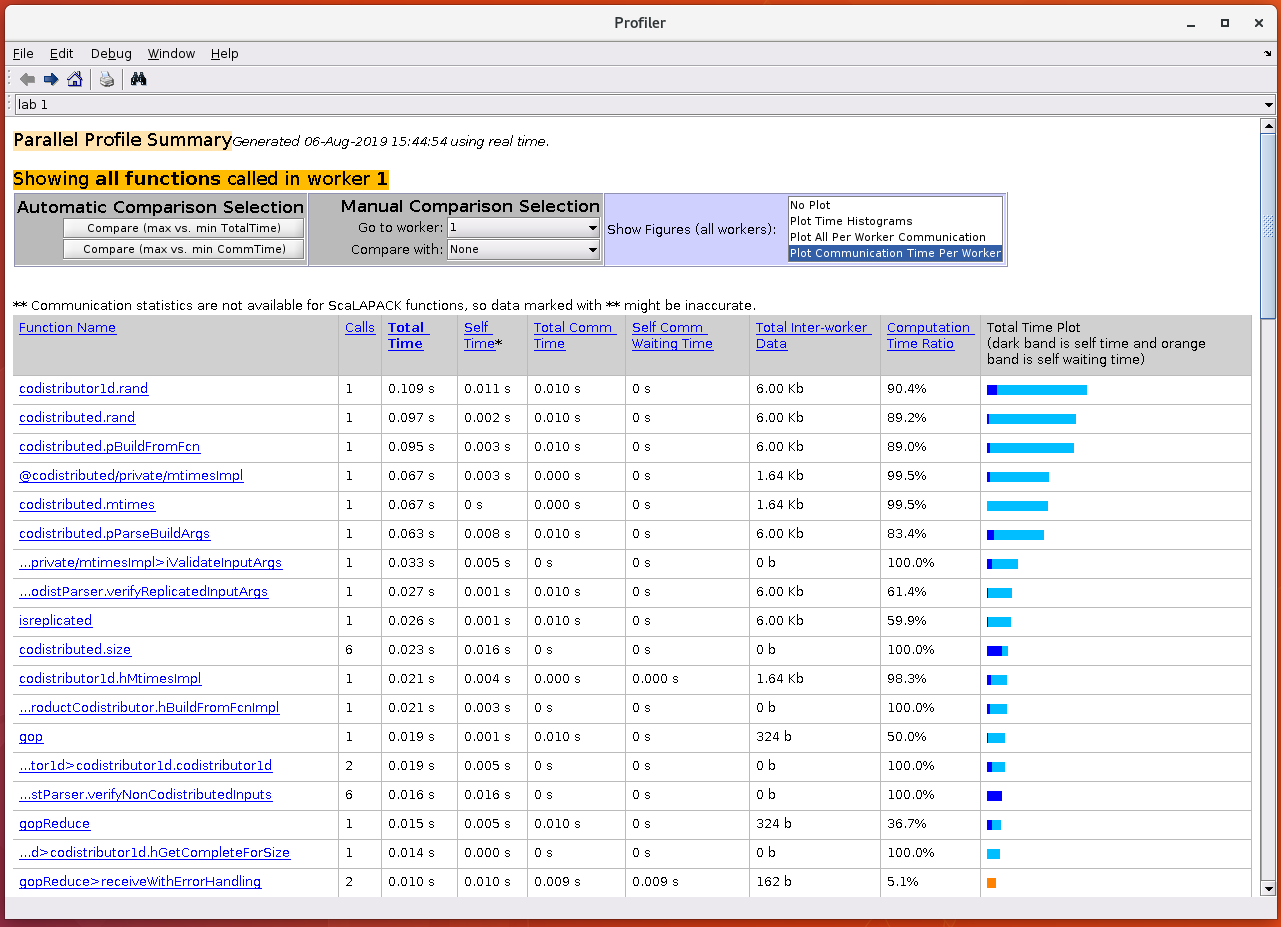 Profiler
File Edit Debug Window Help
lab 1
Parallel Profile Summary Generated 06-Aug-2019 15:44:54 using real time.
Showing all functions called in worker 1
Automatic Comparison Selection
Compare (max vs. min TotalTime)
Compare (max vs. min CommTime)
Manual Comparison Selection
Go to worker: 1
Compare with: None
Show Figures (all workers):
No Plot
Plot Time Histograms
Plot All Per Worker Communication
Plot Communication Time Per Worker
** Communication statistics are not available for ScaLAPACK functions, so data marked with ** might be inaccurate.
Function Name Calls Total Time Self Time* Total Comm Time Self Comm Waiting Time Total Inter-worker Data Computation Time Ratio Total Time Plot
(dark band is self time and orange
band is self waiting time)
codistributor1d.rand 1 0.109 s 0.011 s 0.010 s 0 s 6.00 Kb 90.4%
codistributed.rand 1 0.097 s 0.002 s 0.010 s 0 s 6.00 Kb 89.2%
codistributed.pBuildFromFcn 1 0.095 s 0.003 s 0.010 s 0 s 6.00 Kb 89.0%
@codistributed/private/mtimesImpl 1 0.067 s 0.003 s 0.000 s 0 s 1.64 Kb 99.5%
codistributed.mtimes 1 0.067 s 0 s 0.000 s 0 s 1.64 Kb 99.5%
codistributed.pParseBuildArgs 1 0.063 s 0.008 s 0.010 s 0 s 6.00 Kb 83.4%
...private/mtimesImpl>iValidateInputArgs 1 0.033 s 0.005 s 0 s 0 s 0 b 100.0%
...odistParser.verifyReplicatedInputArgs 1 0.027 s 0.001 s 0.010 s 0 s 6.00 Kb 61.4%
isreplicated 1 0.026 s 0.001 s 0.010 s 0 s 6.00 Kb 59.9%
codistributed.size 6 0.023 s 0.016 s 0 s 0 s 0 b 100.0%
codistributor1d.hMtimesImpl 1 0.021 s 0.004 s 0.000 s 0.000 s 1.64 Kb 98.3%
...roductCodistributor.hBuildFromFcnImpl 1 0.021 s 0.003 s 0 s 0 s 0 b 100.0%
gop 1 0.019 s 0.001 s 0.010 s 0 s 324 b 50.0%
...tor1d>codistributor1d.codistributor1d 2 0.019 s 0.005 s 0 s 0 s 0 b 100.0%
...stParser.verifyNonCodistributedInputs 6 0.016 s 0.016 s 0 s 0 s 0 b 100.0%
gopReduce 1 0.015 s 0.005 s 0.010 s 0 s 324 b 36.7%
...d>codistributor1d.hGetCompleteForSize 1 0.014 s 0.000 s 0 s 0 s 0 b 100.0%
gopReduce>receiveWithErrorHandling 2 0.010 s 0.010 s 0.009 s 0.009 s 162 b 5.1%